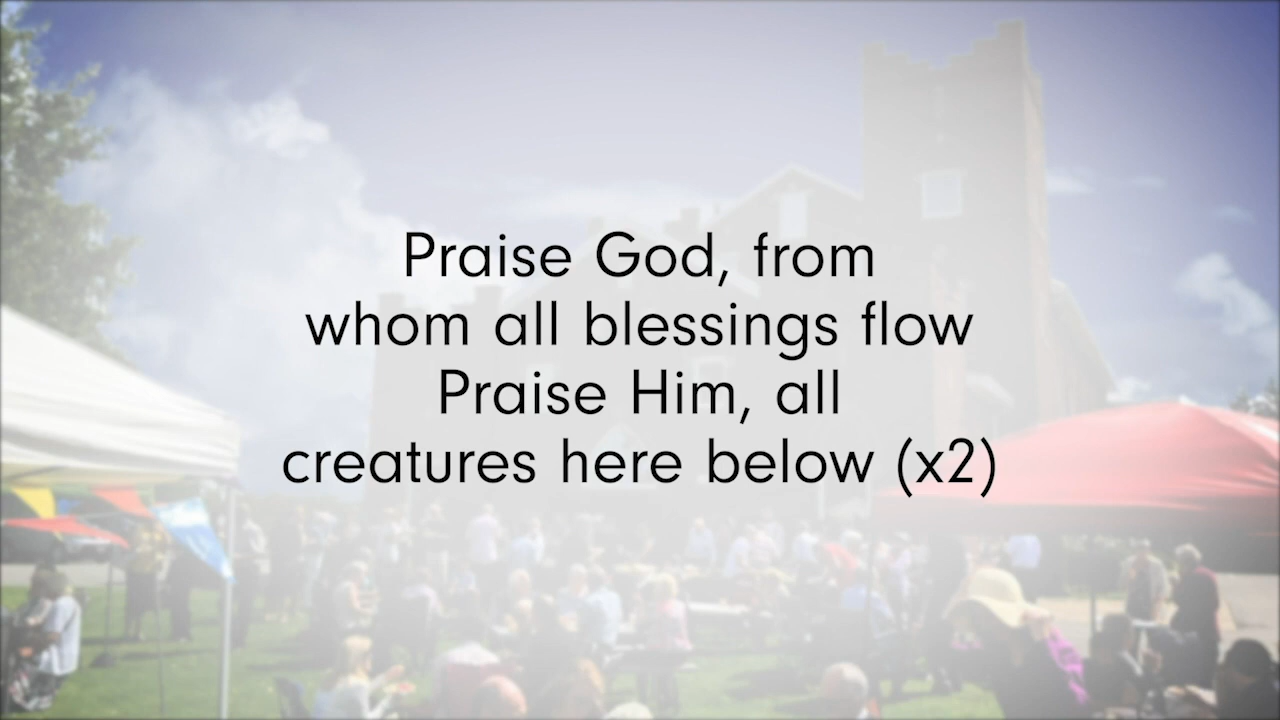 Praise God, from
whom all blessings flow
Praise Him, all
creatures here below (x2)